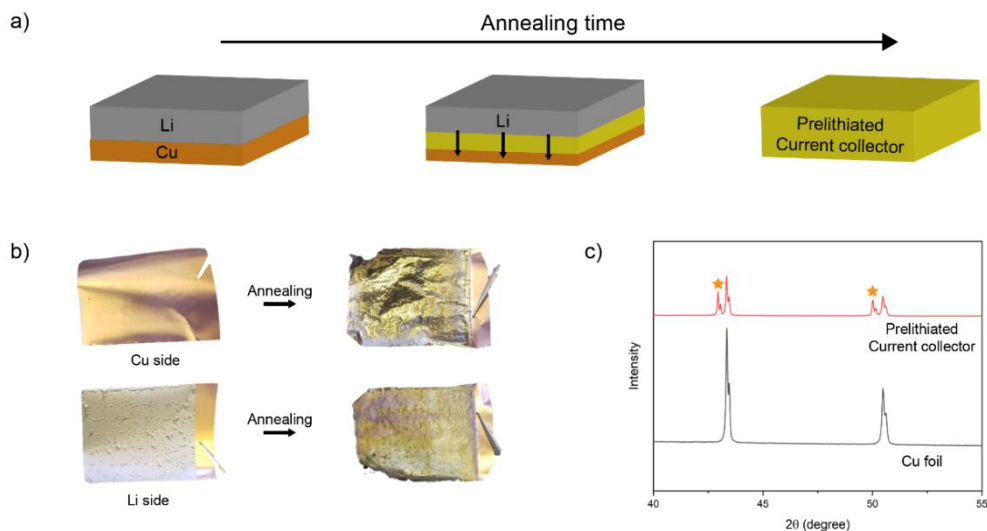 a)
Annealing time
Li
Cu
Li
Prelithiated
Current collector
b)
Annealing
Cu side
Annealing
Li side
c)
Intensity
Prelithiated
Current collector
Cu foil
40
45
50
55
2θ (degree)